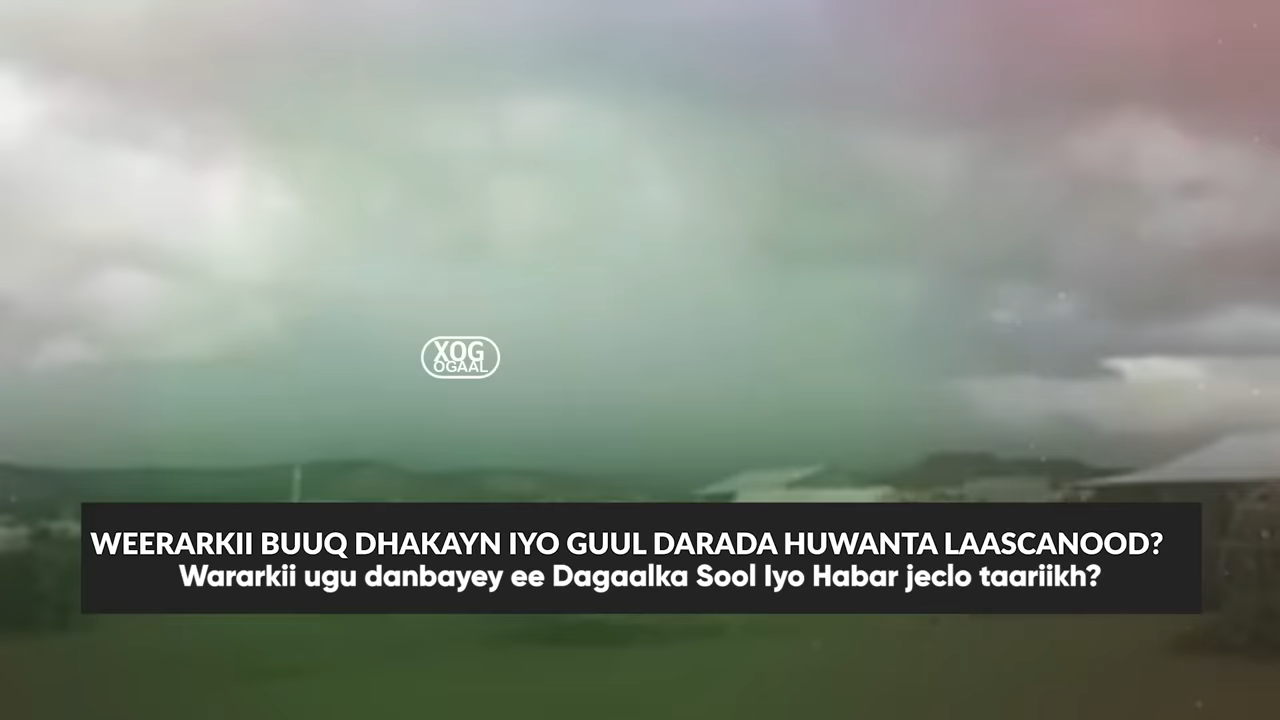 XOG
OGAAL
WEERARKII BUUQ DHAKAYN IYO GUUL DARADA HUWANTA LAASCANOOD?
Wararkii ugu danbayey ee Dagaalka Sool Iyo Habar jeclo taariikh?